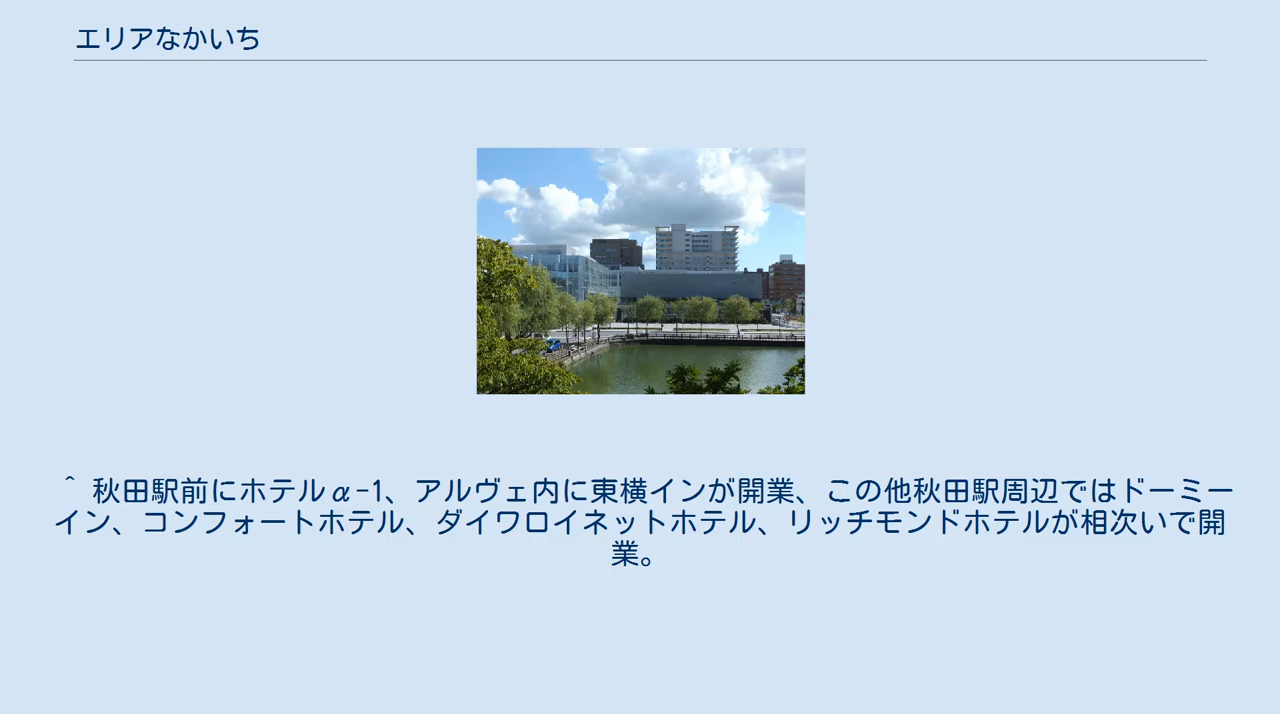 エリアなかいち
^ 秋田駅前にホテルα-1、アルヴェ内に東横インが開業、この他秋田駅周辺ではドーミー
イン、コンフォートホテル、ダイワロイネットホテル、リッチモンドホテルが相次いで開
業。